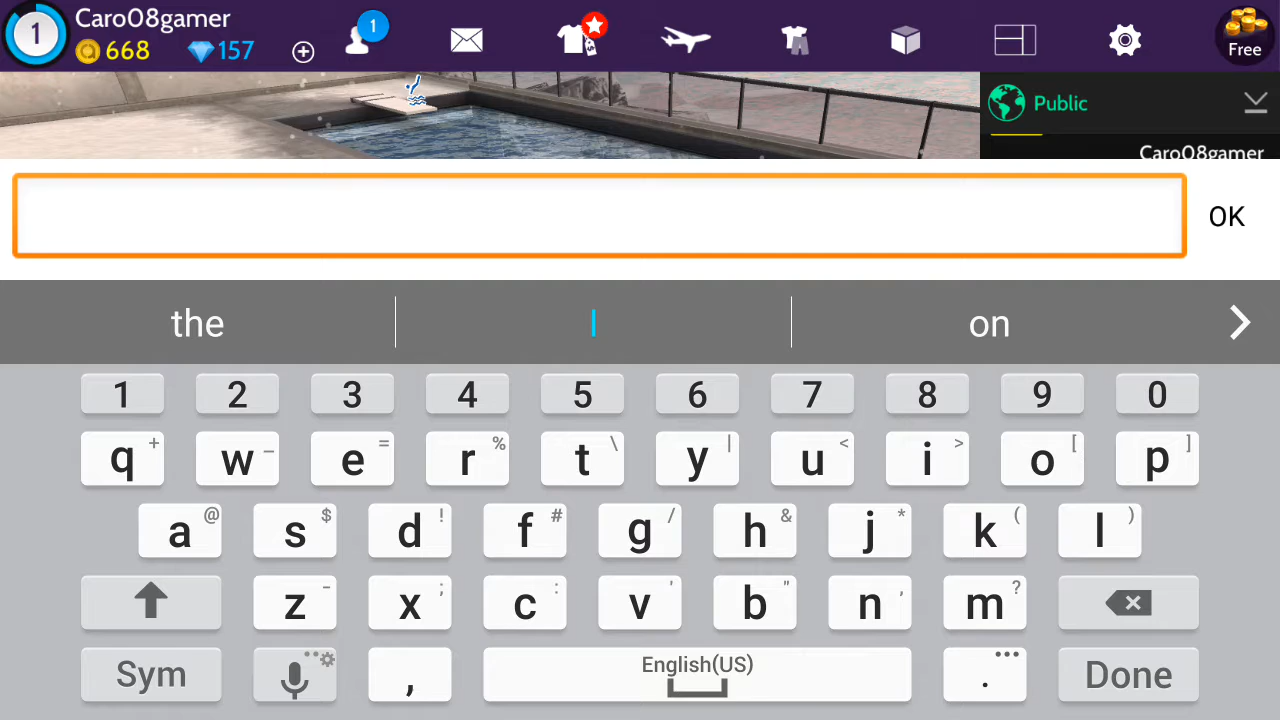 1 Caro08gamer 1
668 157 Free
Public
Caro08gamer
OK
the I on
1 2 3 4 5 6 7 8 9 0
q + w _ e = r % t \ y | u < i > o [ p ]
a @ s $ d ! f # g / h & j * k ( l )
z - x ; c : v ' b " n , m ?
Sym , English(US) . Done